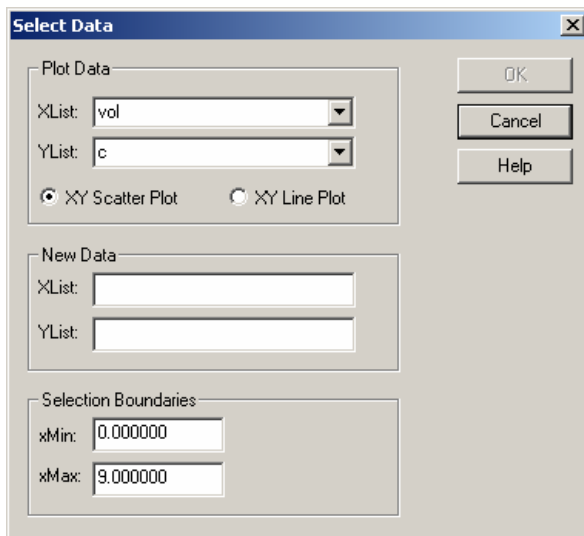 Select Data
Plot Data
XList: vol
YList: c
XY Scatter Plot XY Line Plot
New Data
XList:
YList:
Selection Boundaries
xMin: 0.000000
xMax: 9.000000
OK
Cancel
Help